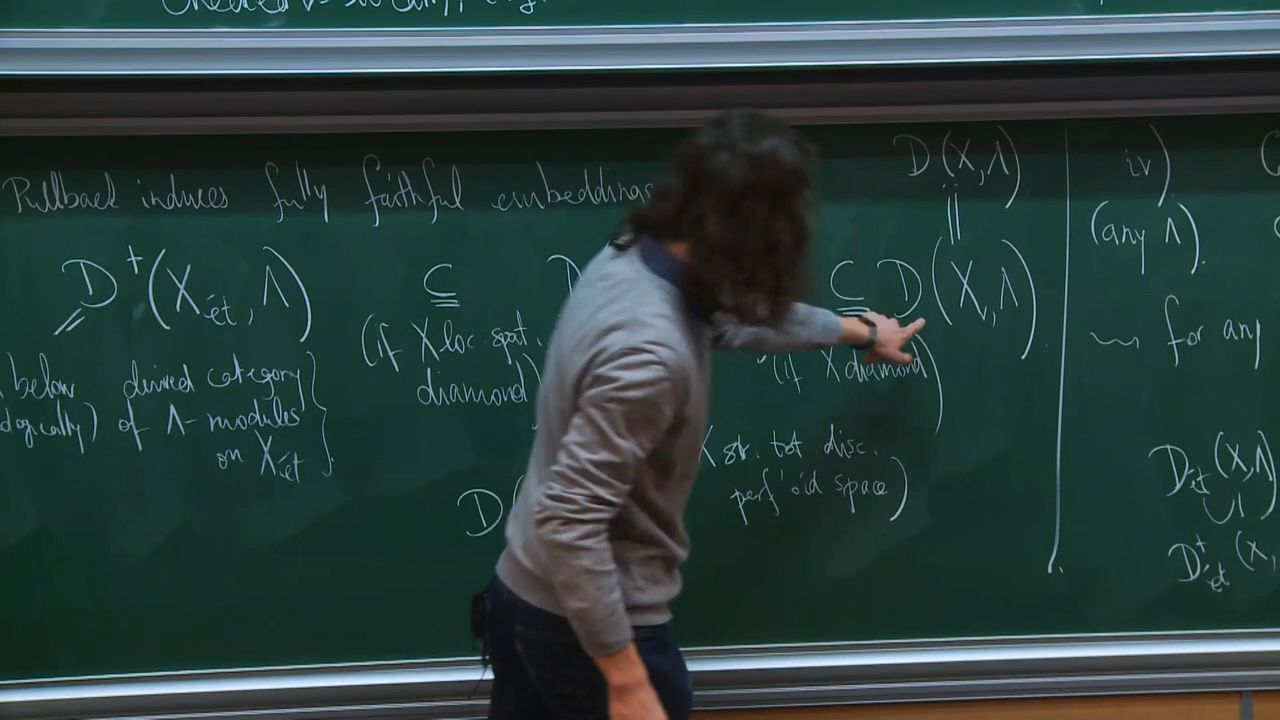 Pullback induces fully faithful embeddings
D(X,Λ)
||
D⁺(X_ét, Λ) ⊆ D ⊆ D(X_v, Λ)
(if X loc. spat. diamond)
(if X diamond)
below derived category
of Λ-modules
on X_ét }.
D( X str. tot. disc.
perf'oid space)
iv)
(any Λ).
⇝ for any
D_ét(X,Λ)
∪|
D⁺_ét(X,